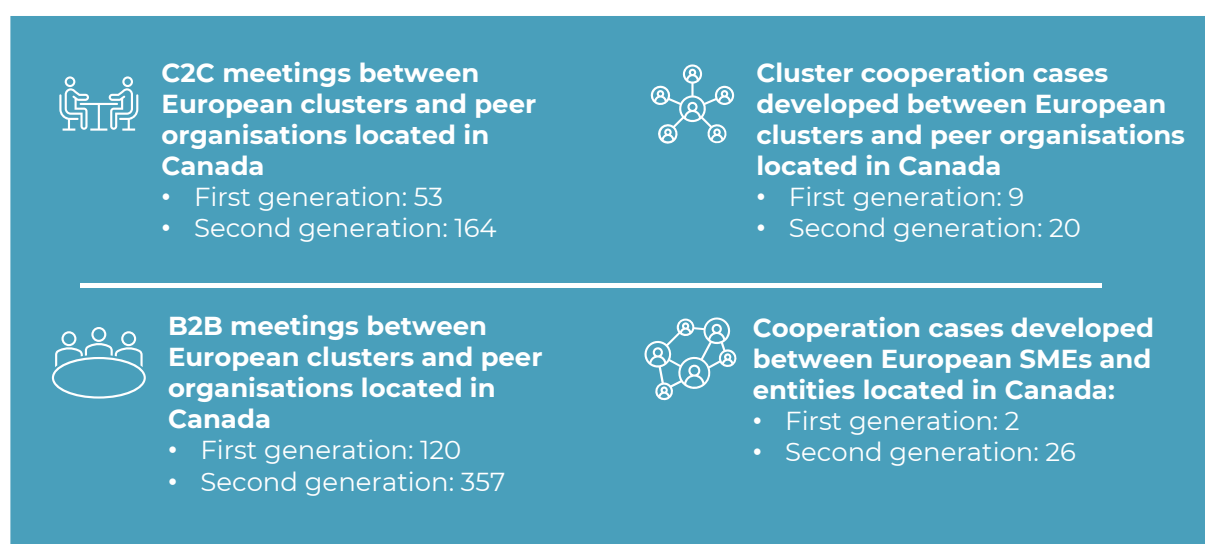 C2C meetings between
European clusters and peer
organisations located in
Canada
• First generation: 53
• Second generation: 164
Cluster cooperation cases
developed between European
clusters and peer organisations
located in Canada
• First generation: 9
• Second generation: 20
B2B meetings between
European clusters and peer
organisations located in
Canada
• First generation: 120
• Second generation: 357
Cooperation cases developed
between European SMEs and
entities located in Canada:
• First generation: 2
• Second generation: 26